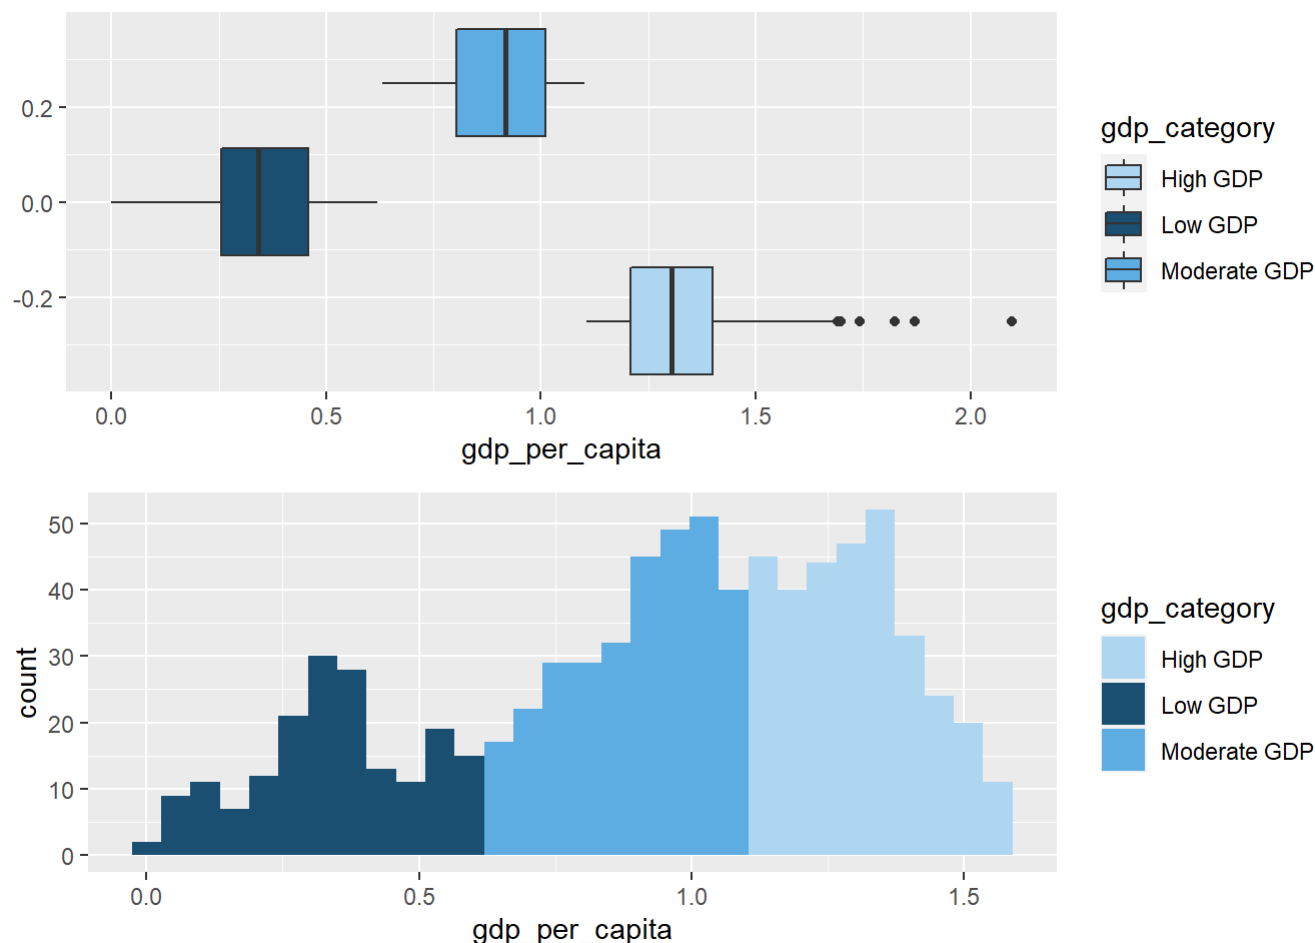 0.2
0.0
-0.2
0.0 0.5 1.0 1.5 2.0
gdp_per_capita
gdp_category
High GDP
Low GDP
Moderate GDP
50
40
30
20
10
0
count
0.0 0.5 1.0 1.5
gdp_per_capita
gdp_category
High GDP
Low GDP
Moderate GDP